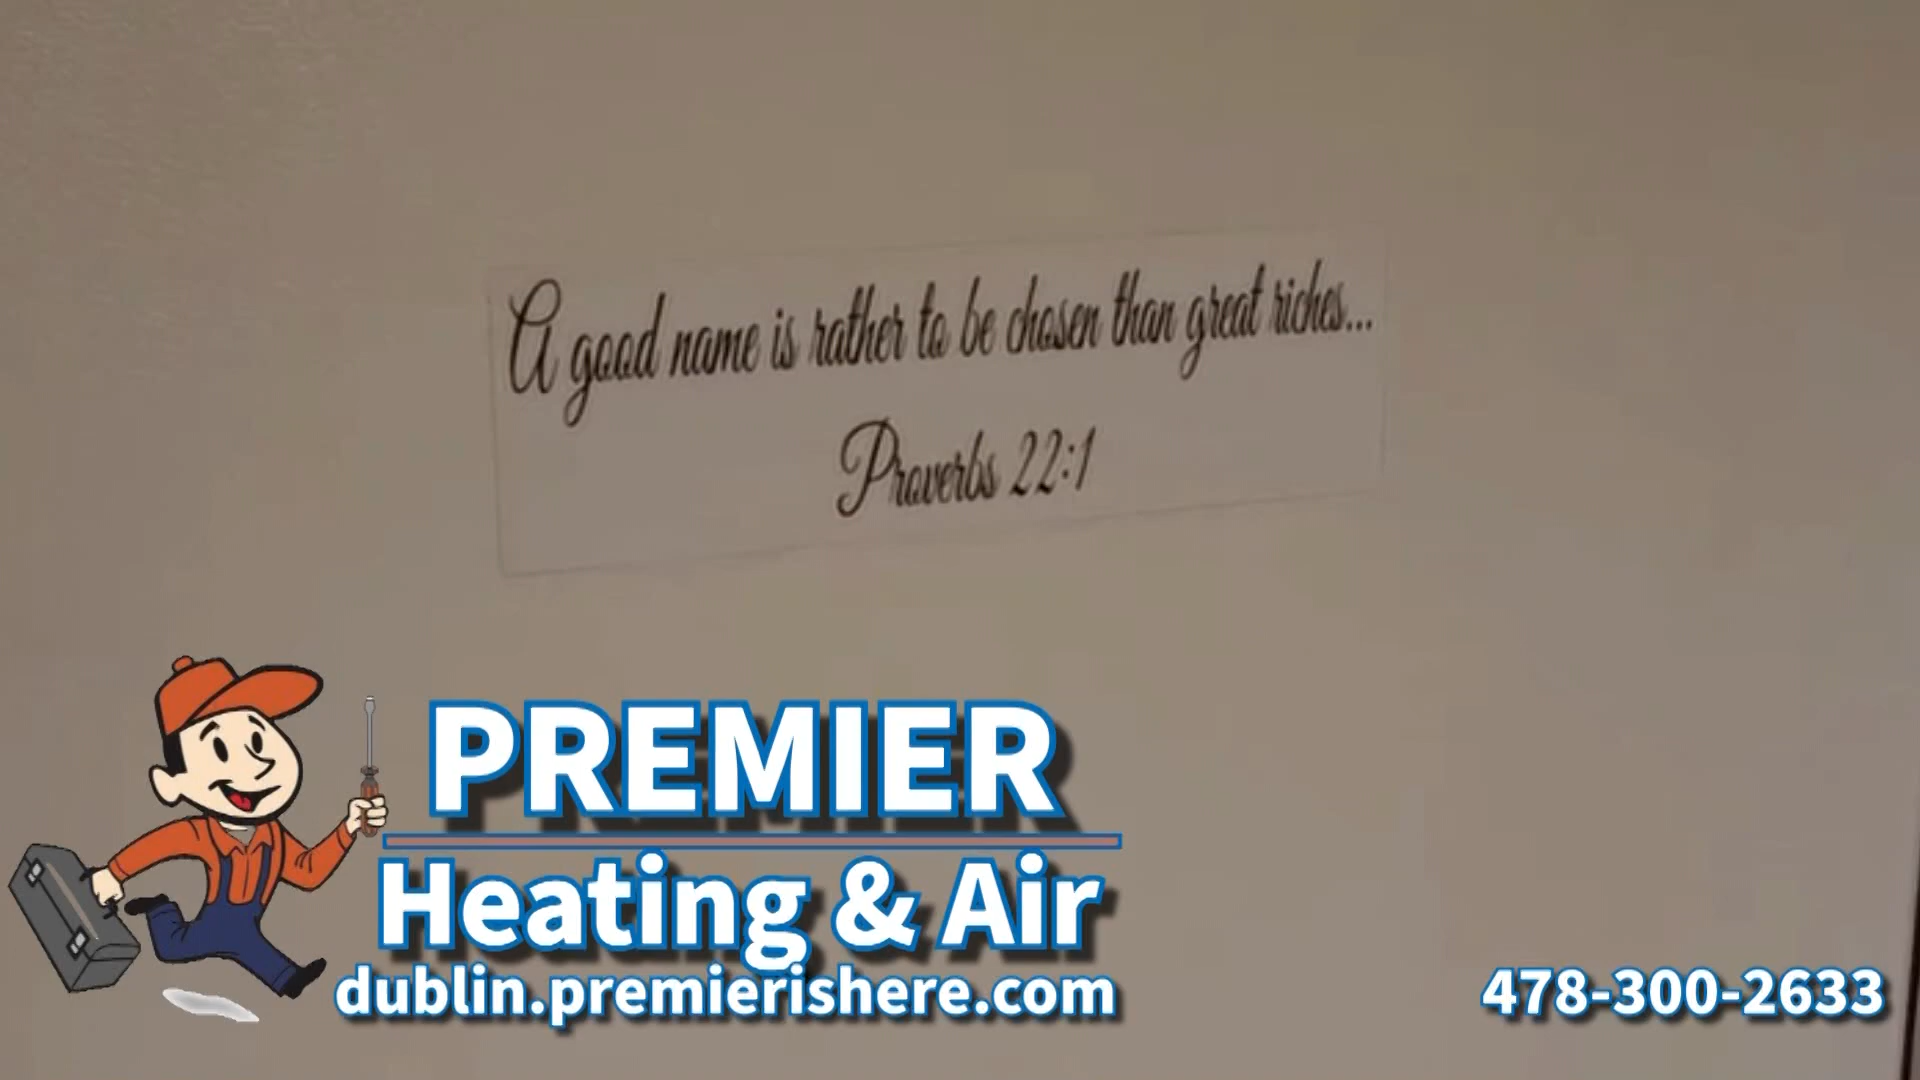 A good name is rather to be chosen than great riches...
Proverbs 22:1
PREMIER
Heating & Air
dublin.premierishere.com
478-300-2633